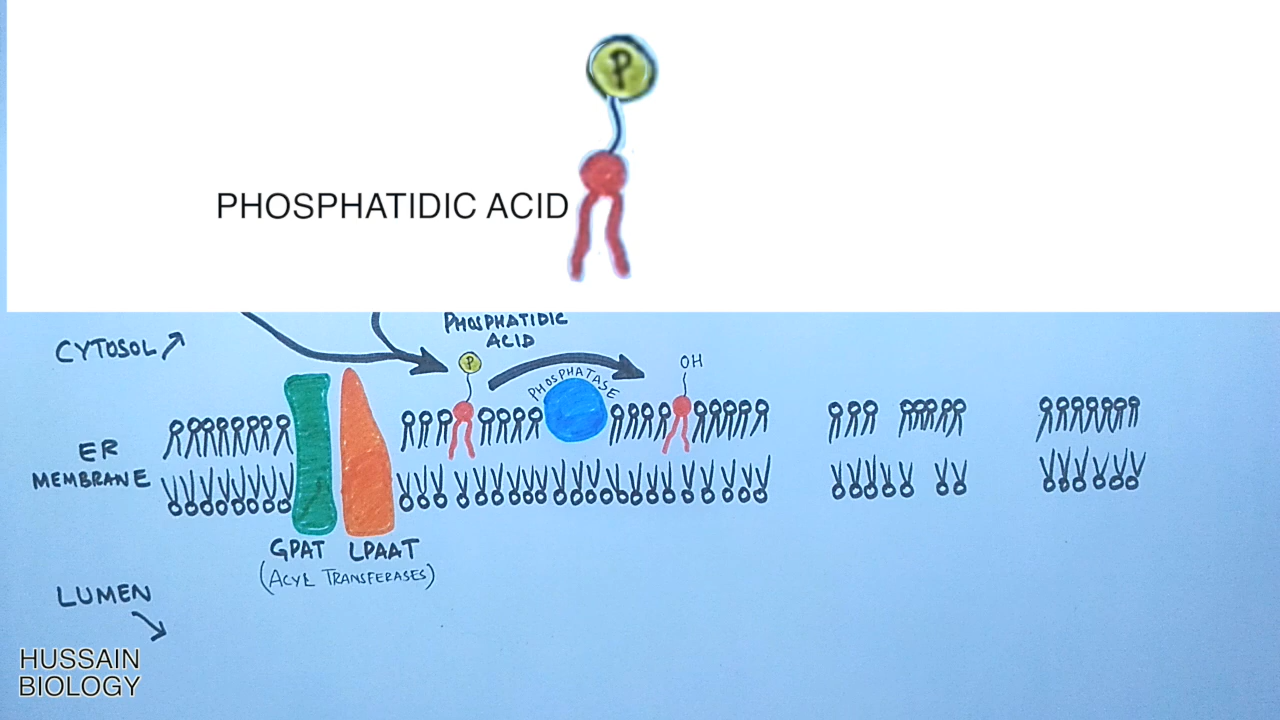 P
PHOSPHATIDIC ACID
PHOSPHATIDIC
ACID
CYTOSOL
P
OH
PHOSPHATASE
ER
MEMBRANE
GPAT LPAAT
(ACYL TRANSFERASES)
LUMEN
HUSSAIN
BIOLOGY